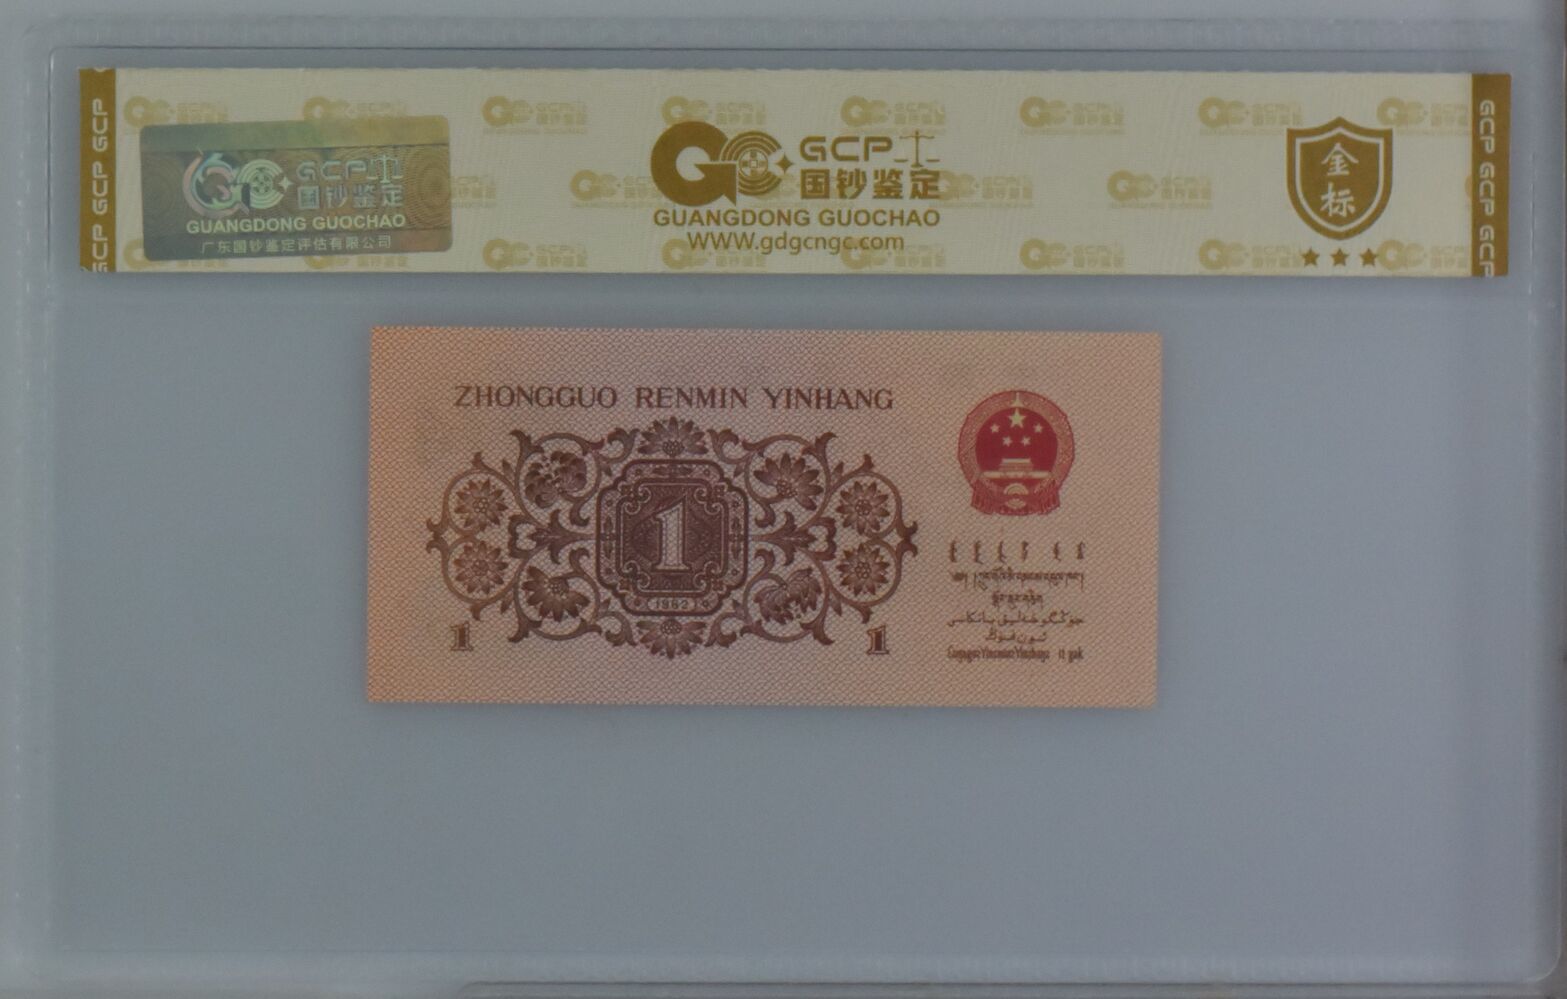 GCP GCP GCP
GCP 国钞鉴定
GUANGDONG GUOCHAO
广东国钞鉴定评估有限公司
GCP
国钞鉴定
GUANGDONG GUOCHAO
WWW.gdgcngc.com
金标
GCP GCP GCP
ZHONGGUO RENMIN YINHANG
1
1962
1 1